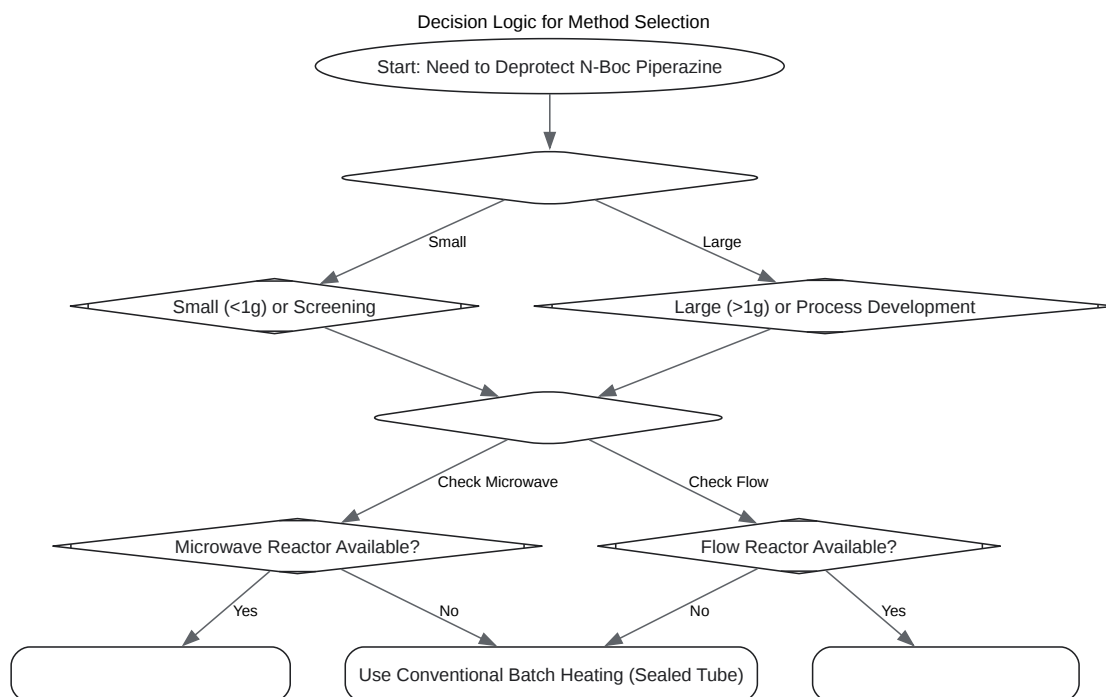 Decision Logic for Method Selection
Start: Need to Deprotect N-Boc Piperazine
Small
Large
Small (<1g) or Screening
Large (>1g) or Process Development
Check Microwave
Check Flow
Microwave Reactor Available?
Flow Reactor Available?
Yes
No
No
Yes
Use Conventional Batch Heating (Sealed Tube)